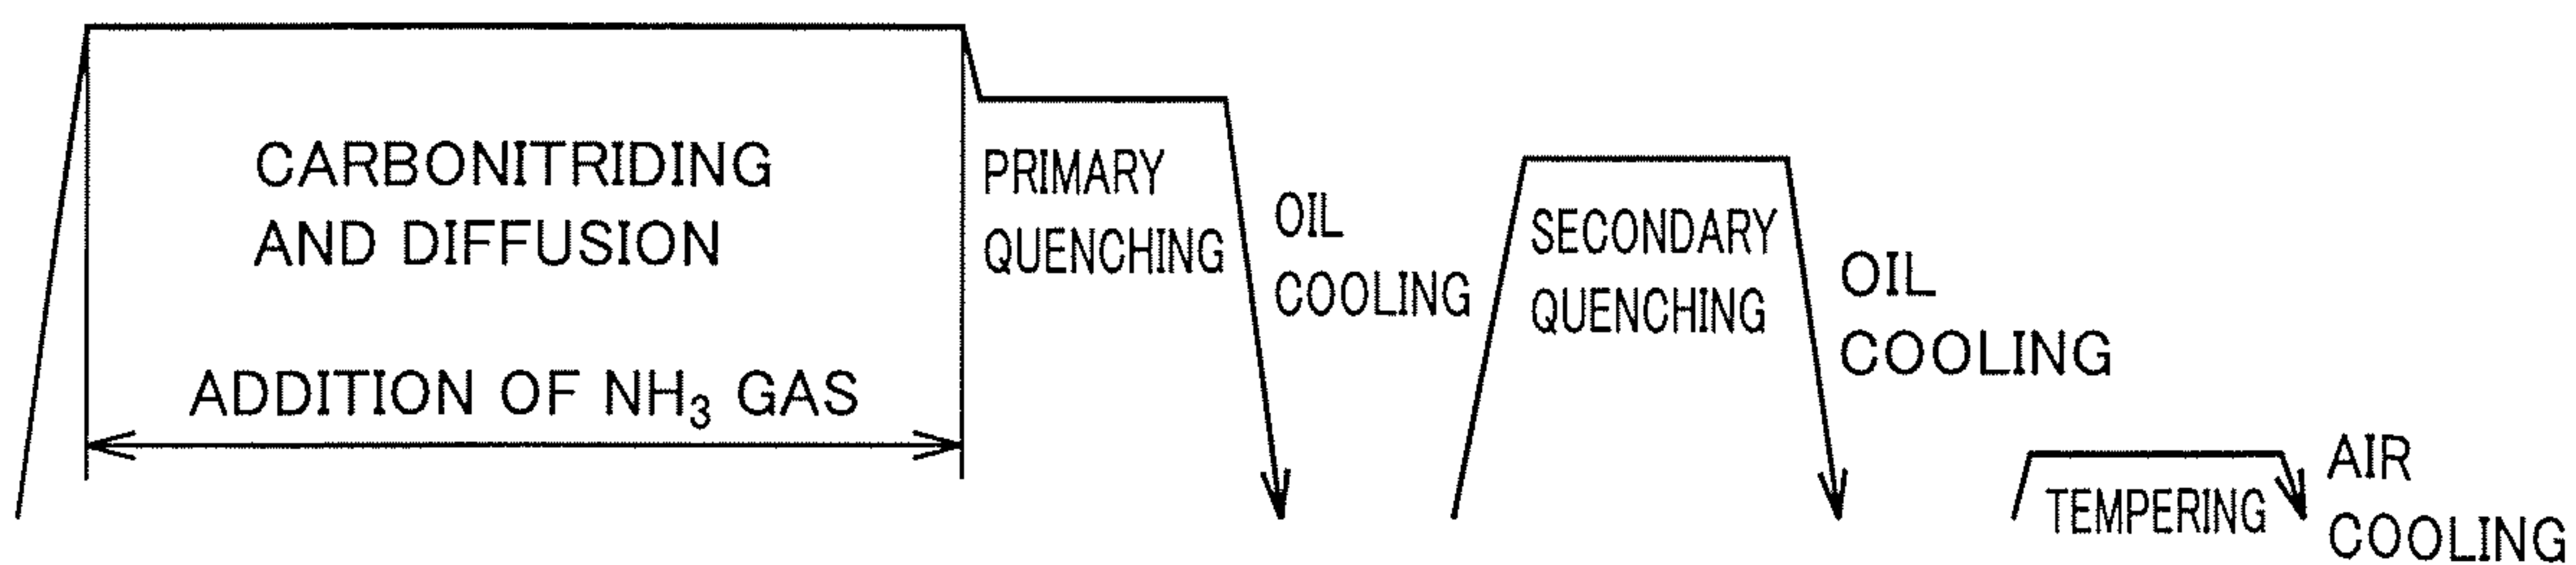 CARBONITRIDING
AND DIFFUSION
ADDITION OF NH₃ GAS
PRIMARY
QUENCHING
OIL
COOLING
SECONDARY
QUENCHING
OIL
COOLING
TEMPERING
AIR
COOLING